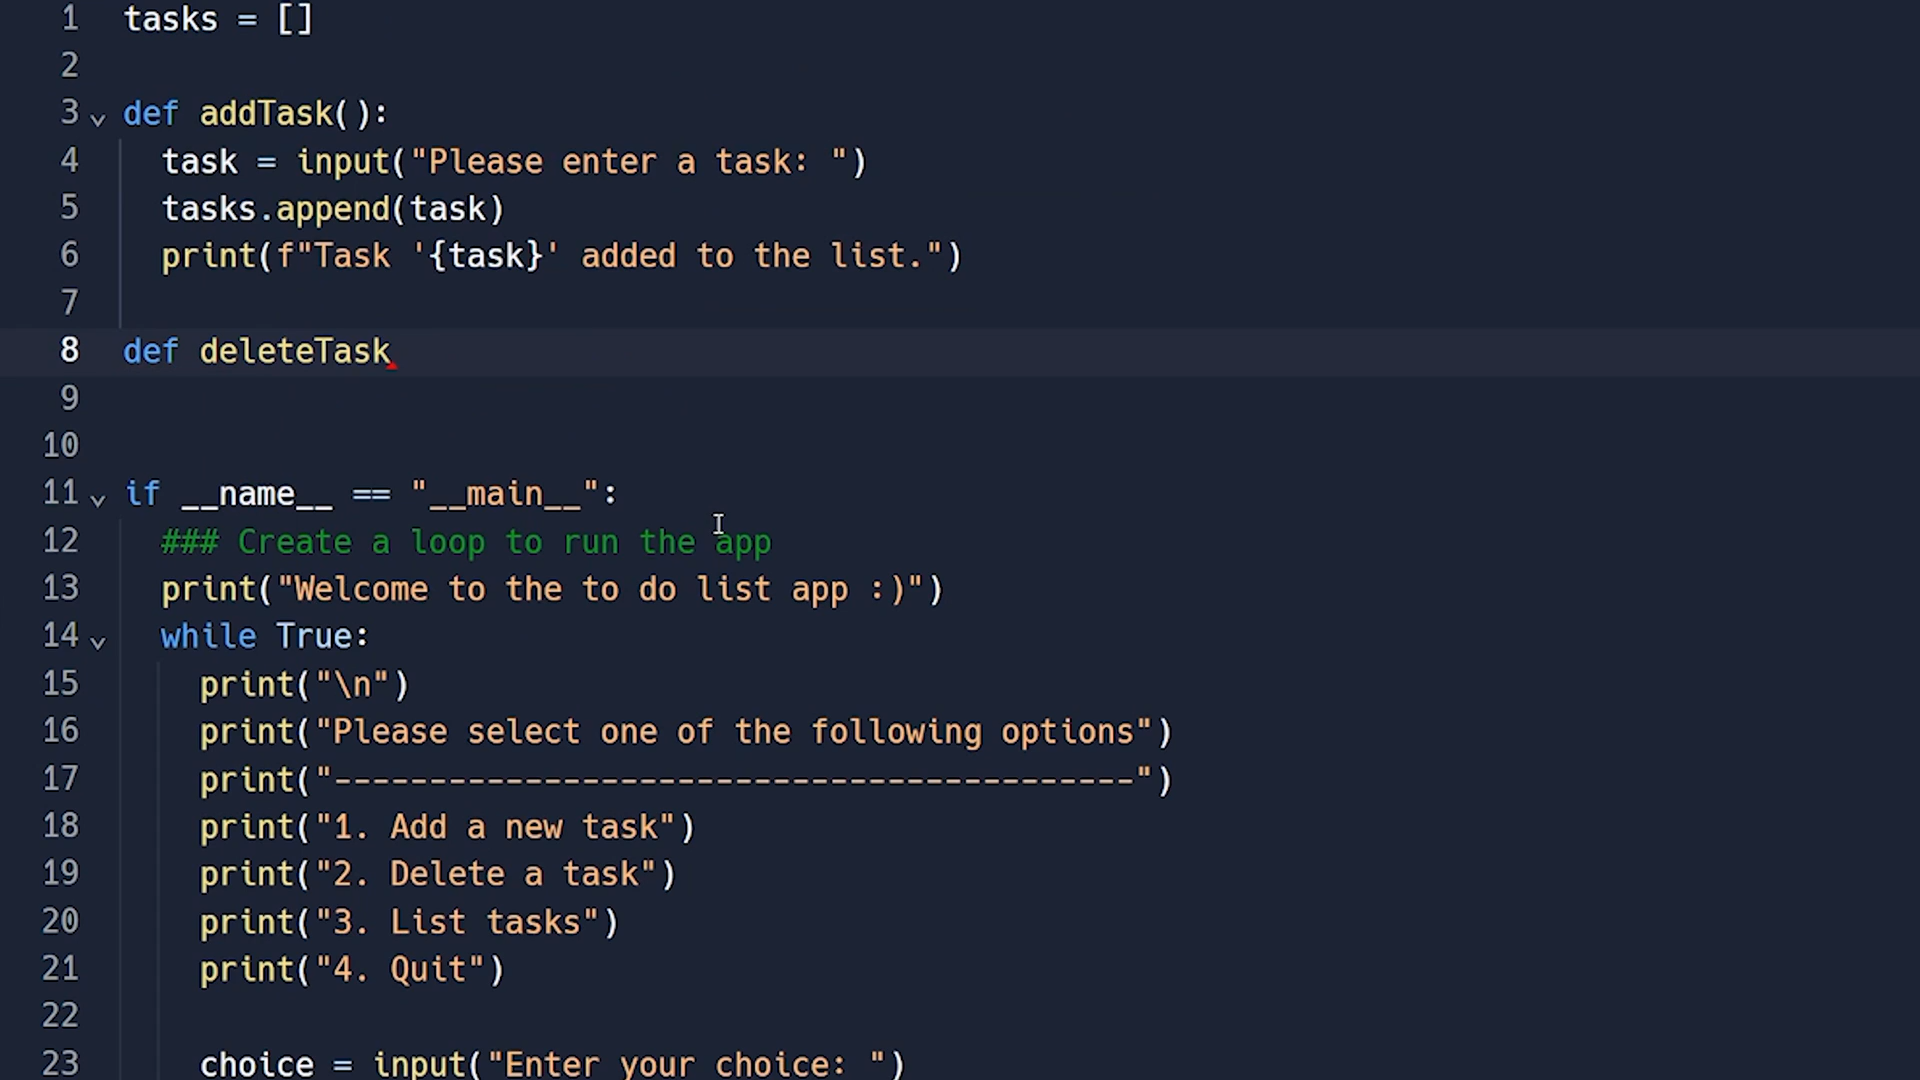 1 tasks = []
2
3 def addTask():
4 task = input("Please enter a task: ")
5 tasks.append(task)
6 print(f"Task '{task}' added to the list.")
7
8 def deleteTask
9
10
11 if __name__ == "__main__":
12 ### Create a loop to run the app
13 print("Welcome to the to do list app :)")
14 while True:
15 print("\n")
16 print("Please select one of the following options")
17 print("------------------------------------------")
18 print("1. Add a new task")
19 print("2. Delete a task")
20 print("3. List tasks")
21 print("4. Quit")
22
23 choice = input("Enter your choice: ")